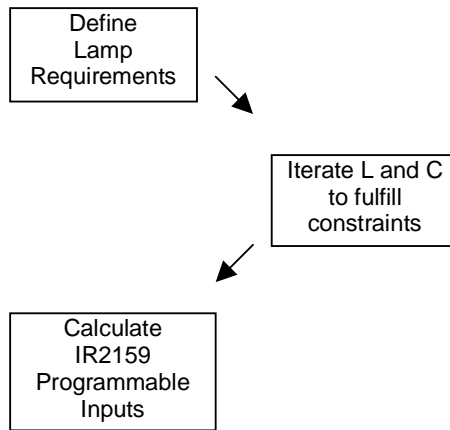 Define
Lamp
Requirements
Iterate L and C
to fulfill
constraints
Calculate
IR2159
Programmable
Inputs